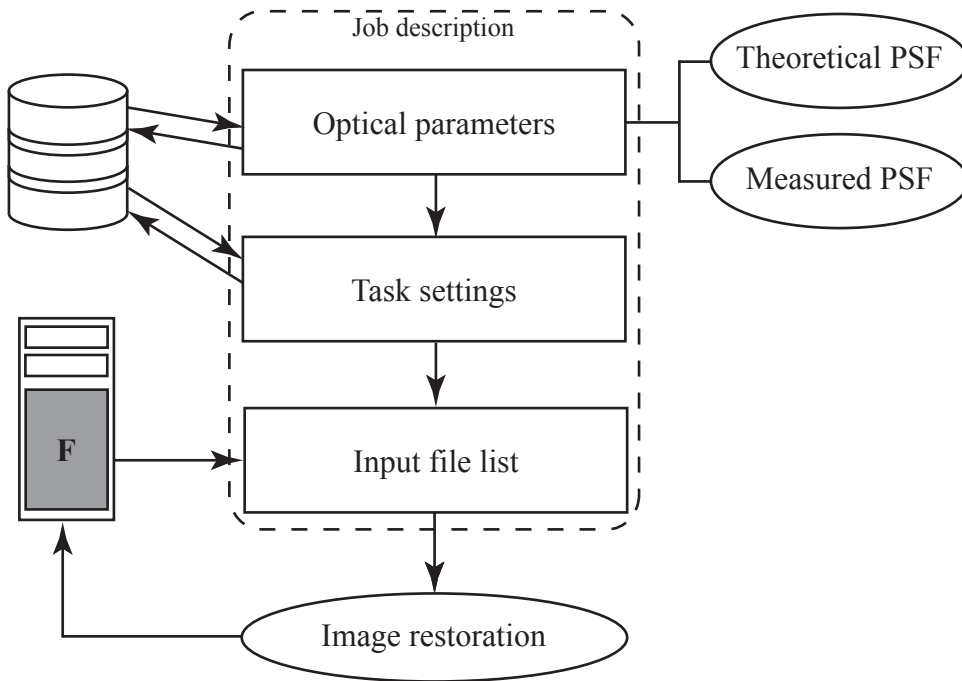 Job description
Theoretical PSF
Optical parameters
Measured PSF
Task settings
F
Input file list
Image restoration